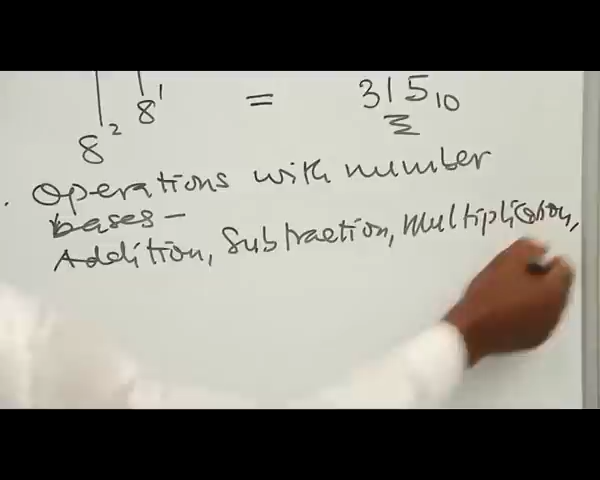 8² 8¹ = 315₁₀
Operations with number
bases –
Addition, Subtraction, Multiplication,